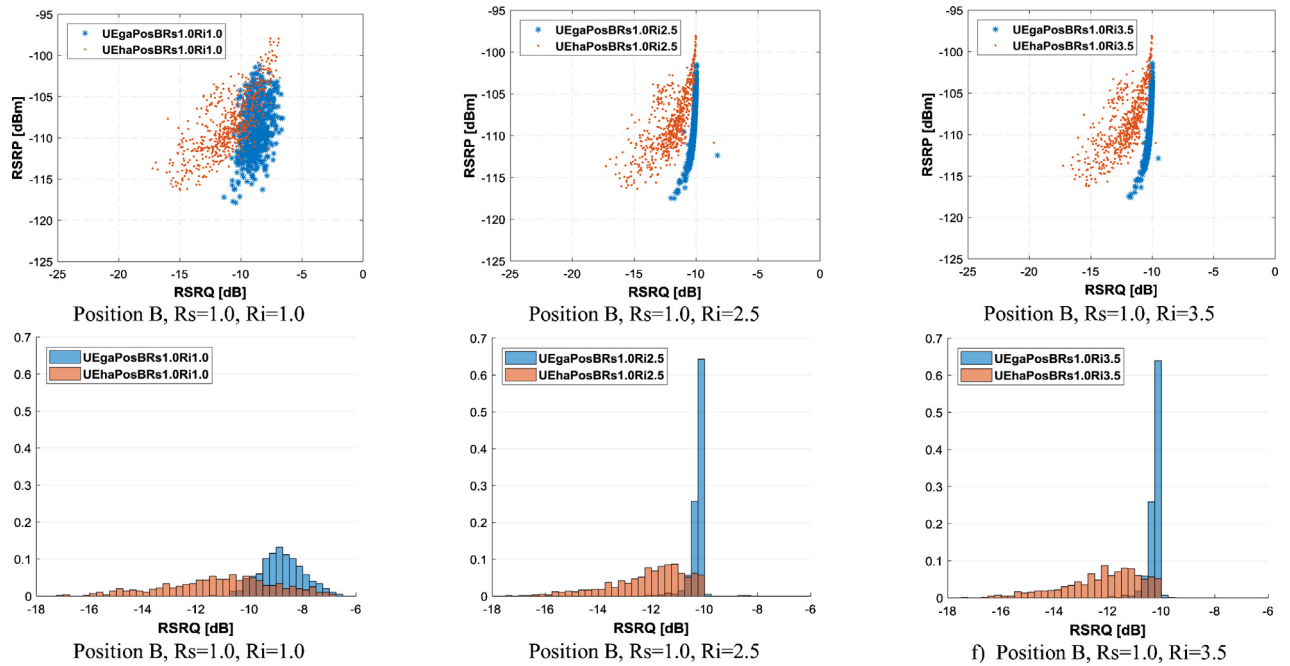 -95
UEgaPosBRs1.0Ri1.0
UEhaPosBRs1.0Ri1.0
-100
-105
RSRP [dBm]
-110
-115
-120
-125
-25 -20 -15 -10 -5 0
RSRQ [dB]
Position B, Rs=1.0, Ri=1.0
-95
UEgaPosBRs1.0Ri2.5
UEhaPosBRs1.0Ri2.5
-100
-105
RSRP [dBm]
-110
-115
-120
-125
-25 -20 -15 -10 -5 0
RSRQ [dB]
Position B, Rs=1.0, Ri=2.5
-95
UEgaPosBRs1.0Ri3.5
UEhaPosBRs1.0Ri3.5
-100
-105
RSRP [dBm]
-110
-115
-120
-125
-25 -20 -15 -10 -5 0
RSRQ [dB]
Position B, Rs=1.0, Ri=3.5
0.7
UEgaPosBRs1.0Ri1.0
UEhaPosBRs1.0Ri1.0
0.6
0.5
0.4
0.3
0.2
0.1
0
-18 -16 -14 -12 -10 -8 -6
RSRQ [dB]
Position B, Rs=1.0, Ri=1.0
0.7
UEgaPosBRs1.0Ri2.5
UEhaPosBRs1.0Ri2.5
0.6
0.5
0.4
0.3
0.2
0.1
0
-18 -16 -14 -12 -10 -8 -6
RSRQ [dB]
Position B, Rs=1.0, Ri=2.5
0.7
UEgaPosBRs1.0Ri3.5
UEhaPosBRs1.0Ri3.5
0.6
0.5
0.4
0.3
0.2
0.1
0
-18 -16 -14 -12 -10 -8 -6
RSRQ [dB]
f) Position B, Rs=1.0, Ri=3.5